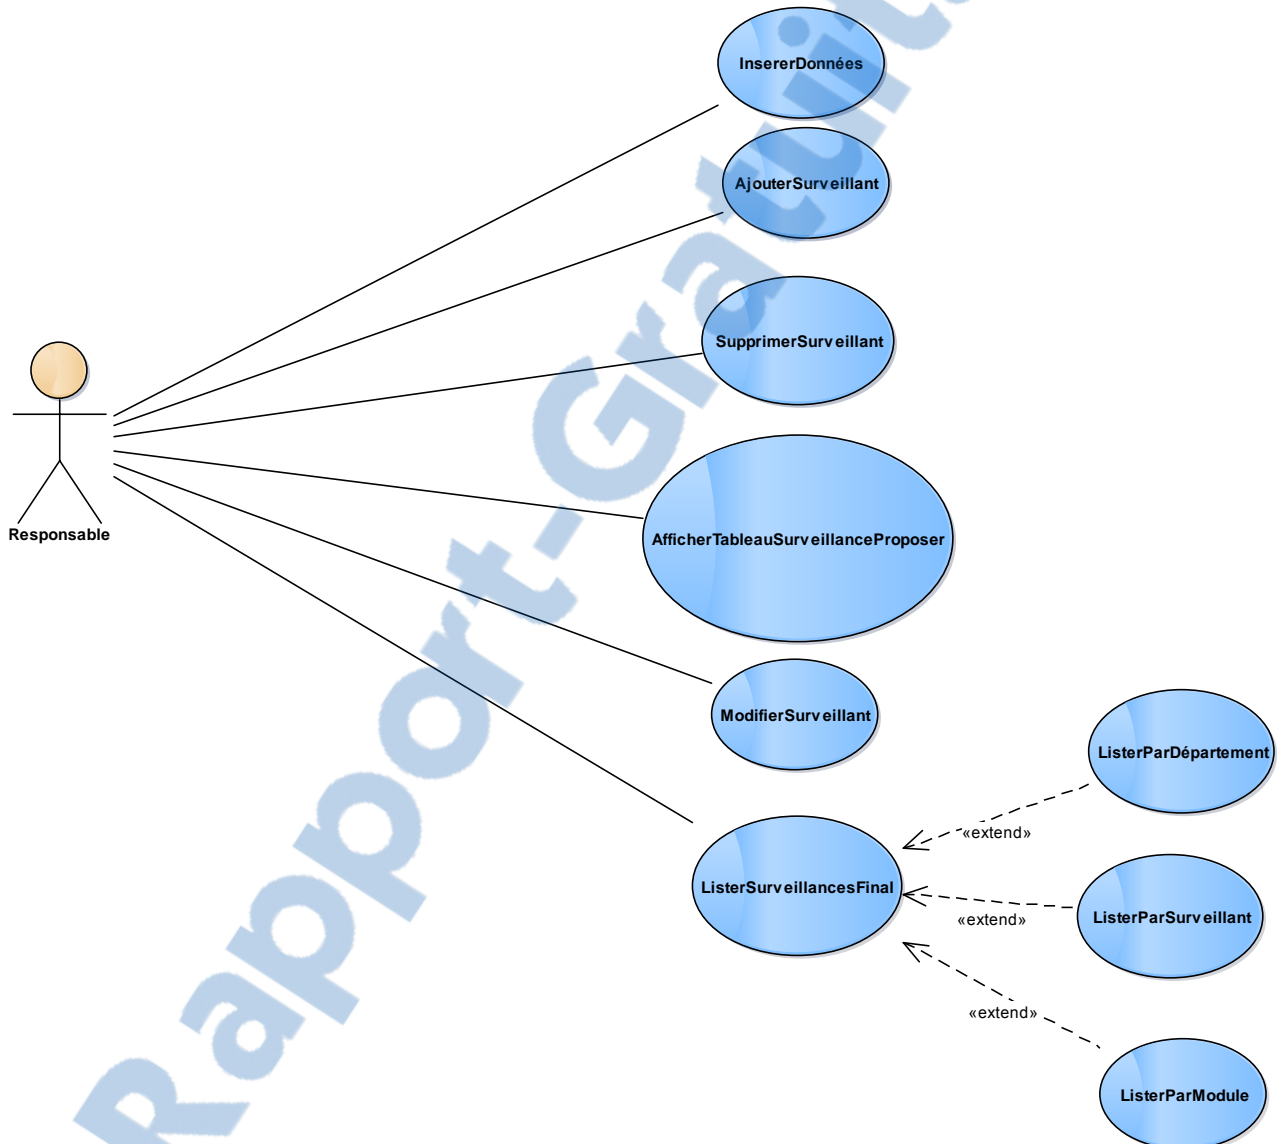 InsererDonnées
AjouterSurveillant
SupprimerSurveillant
Responsable
AfficherTableauSurveillanceProposer
ModifierSurveillant
ListerParDépartement
«extend»
ListerSurveillancesFinal
ListerParSurveillant
«extend»
«extend»
ListerParModule
Rapport-Gratuit